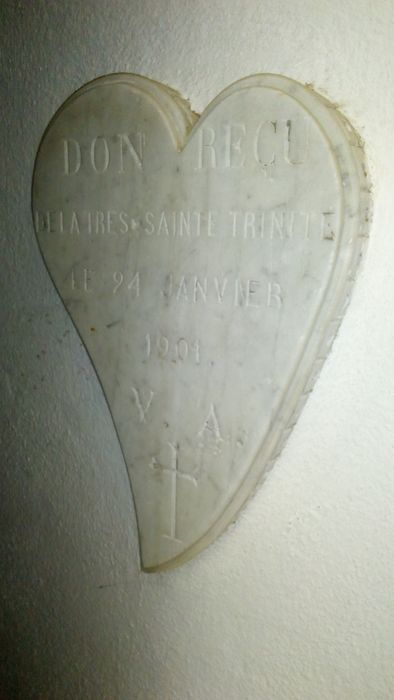 DON REÇU
DE LA TRES-SAINTE TRINITE
LE 24 JANVIER
1901
V A